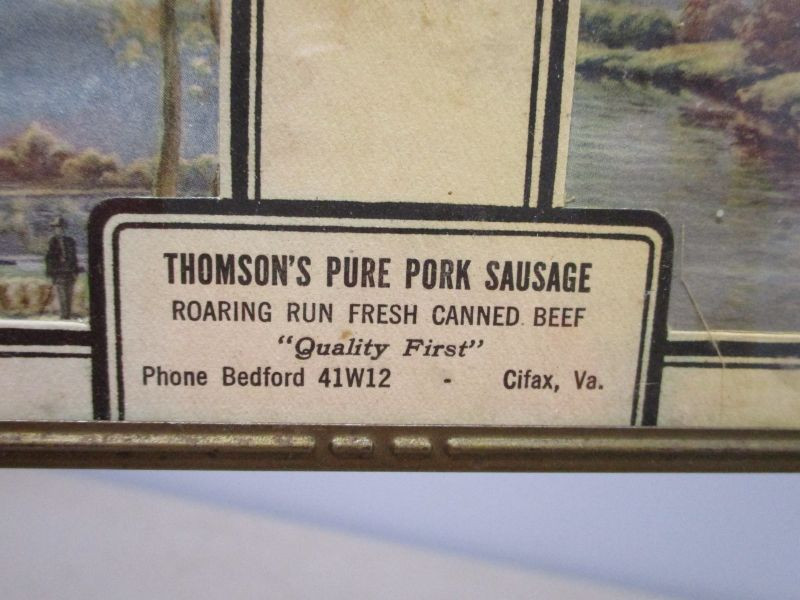 THOMSON'S PURE PORK SAUSAGE
ROARING RUN FRESH CANNED BEEF
"Quality First"
Phone Bedford 41W12 - Cifax, Va.